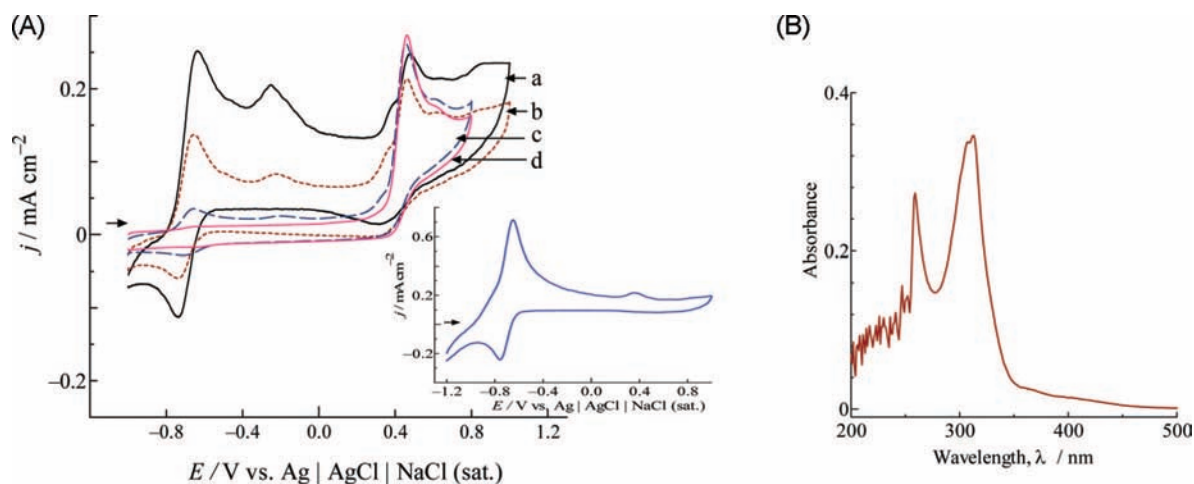 (A)
0.2
0
−0.2
j / mA cm−2
a
b
c
d
0.6
0.2
−0.2
j / mAcm−2
−1.2 −0.8 −0.4 0.0 0.4 0.8
E / V vs. Ag | AgCl | NaCl (sat.)
−0.8 −0.4 0.0 0.4 0.8 1.2
E / V vs. Ag | AgCl | NaCl (sat.)
(B)
0.4
0.2
0
Absorbance
200 300 400 500
Wavelength, λ / nm